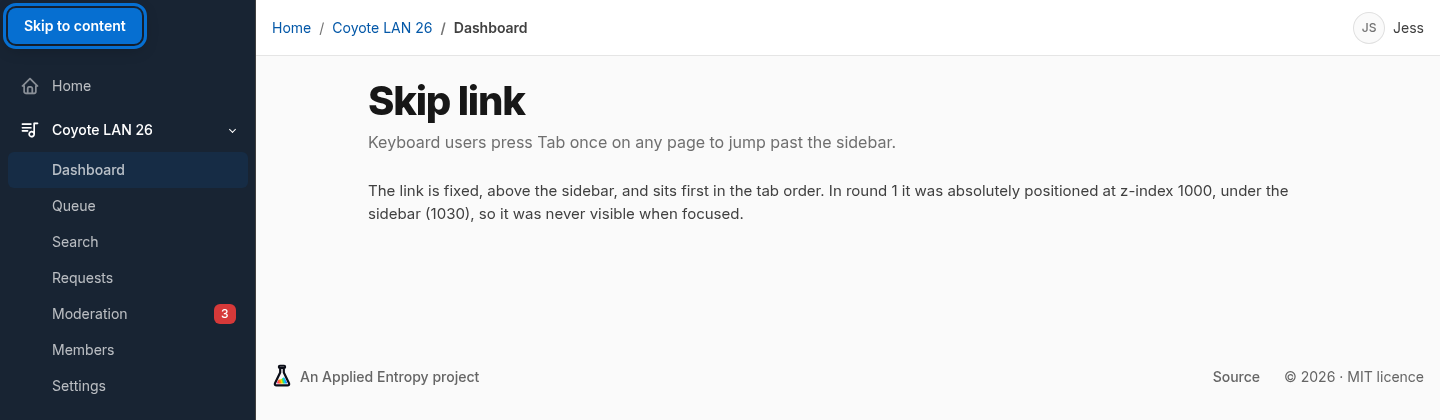 Skip to content
Home
Coyote LAN 26
Dashboard
Queue
Search
Requests
Moderation 3
Members
Settings
Home / Coyote LAN 26 / Dashboard
JS Jess
Skip link
Keyboard users press Tab once on any page to jump past the sidebar.
The link is fixed, above the sidebar, and sits first in the tab order. In round 1 it was absolutely positioned at z-index 1000, under the
sidebar (1030), so it was never visible when focused.
An Applied Entropy project
Source © 2026 · MIT licence